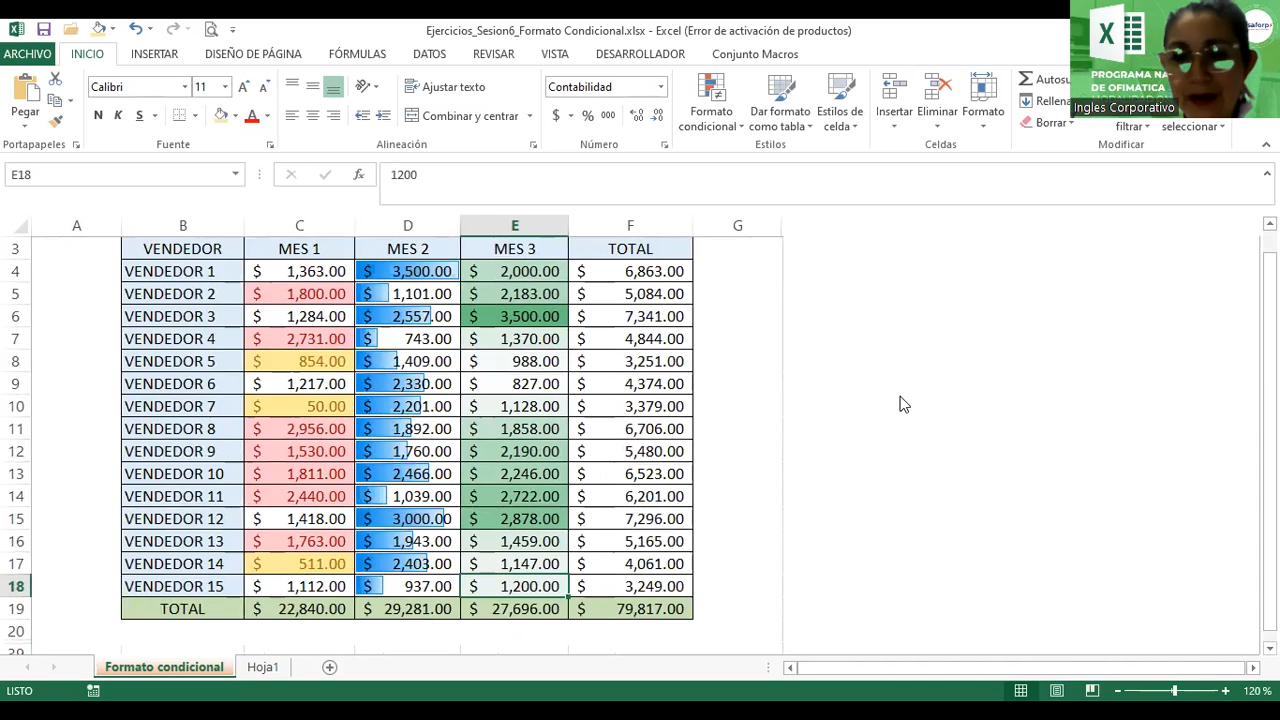 Ejercicios_Sesion6_Formato Condicional.xlsx - Excel (Error de activación de productos)
ARCHIVO INICIO INSERTAR DISEÑO DE PÁGINA FÓRMULAS DATOS REVISAR VISTA DESARROLLADOR Conjunto Macros
PROGRAMA NA
DE OFIMÁTICA
Ingles Corporativo
Pegar
Calibri 11
N K S
Ajustar texto
Combinar y centrar
Contabilidad
$ % 000
Formato condicional
Dar formato como tabla
Estilos de celda
Insertar Eliminar Formato
Autosu
Rellena
Borrar
filtrar seleccionar
Portapapeles Fuente Alineación Número Estilos Celdas Modificar
E18 fx 1200
A B C D E F G
3 VENDEDOR MES 1 MES 2 MES 3 TOTAL
4 VENDEDOR 1 $ 1,363.00 $ 3,500.00 $ 2,000.00 $ 6,863.00
5 VENDEDOR 2 $ 1,800.00 $ 1,101.00 $ 2,183.00 $ 5,084.00
6 VENDEDOR 3 $ 1,284.00 $ 2,557.00 $ 3,500.00 $ 7,341.00
7 VENDEDOR 4 $ 2,731.00 $ 743.00 $ 1,370.00 $ 4,844.00
8 VENDEDOR 5 $ 854.00 $ 1,409.00 $ 988.00 $ 3,251.00
9 VENDEDOR 6 $ 1,217.00 $ 2,330.00 $ 827.00 $ 4,374.00
10 VENDEDOR 7 $ 50.00 $ 2,201.00 $ 1,128.00 $ 3,379.00
11 VENDEDOR 8 $ 2,956.00 $ 1,892.00 $ 1,858.00 $ 6,706.00
12 VENDEDOR 9 $ 1,530.00 $ 1,760.00 $ 2,190.00 $ 5,480.00
13 VENDEDOR 10 $ 1,811.00 $ 2,466.00 $ 2,246.00 $ 6,523.00
14 VENDEDOR 11 $ 2,440.00 $ 1,039.00 $ 2,722.00 $ 6,201.00
15 VENDEDOR 12 $ 1,418.00 $ 3,000.00 $ 2,878.00 $ 7,296.00
16 VENDEDOR 13 $ 1,763.00 $ 1,943.00 $ 1,459.00 $ 5,165.00
17 VENDEDOR 14 $ 511.00 $ 2,403.00 $ 1,147.00 $ 4,061.00
18 VENDEDOR 15 $ 1,112.00 $ 937.00 $ 1,200.00 $ 3,249.00
19 TOTAL $ 22,840.00 $ 29,281.00 $ 27,696.00 $ 79,817.00
20
Formato condicional Hoja1
LISTO 120 %